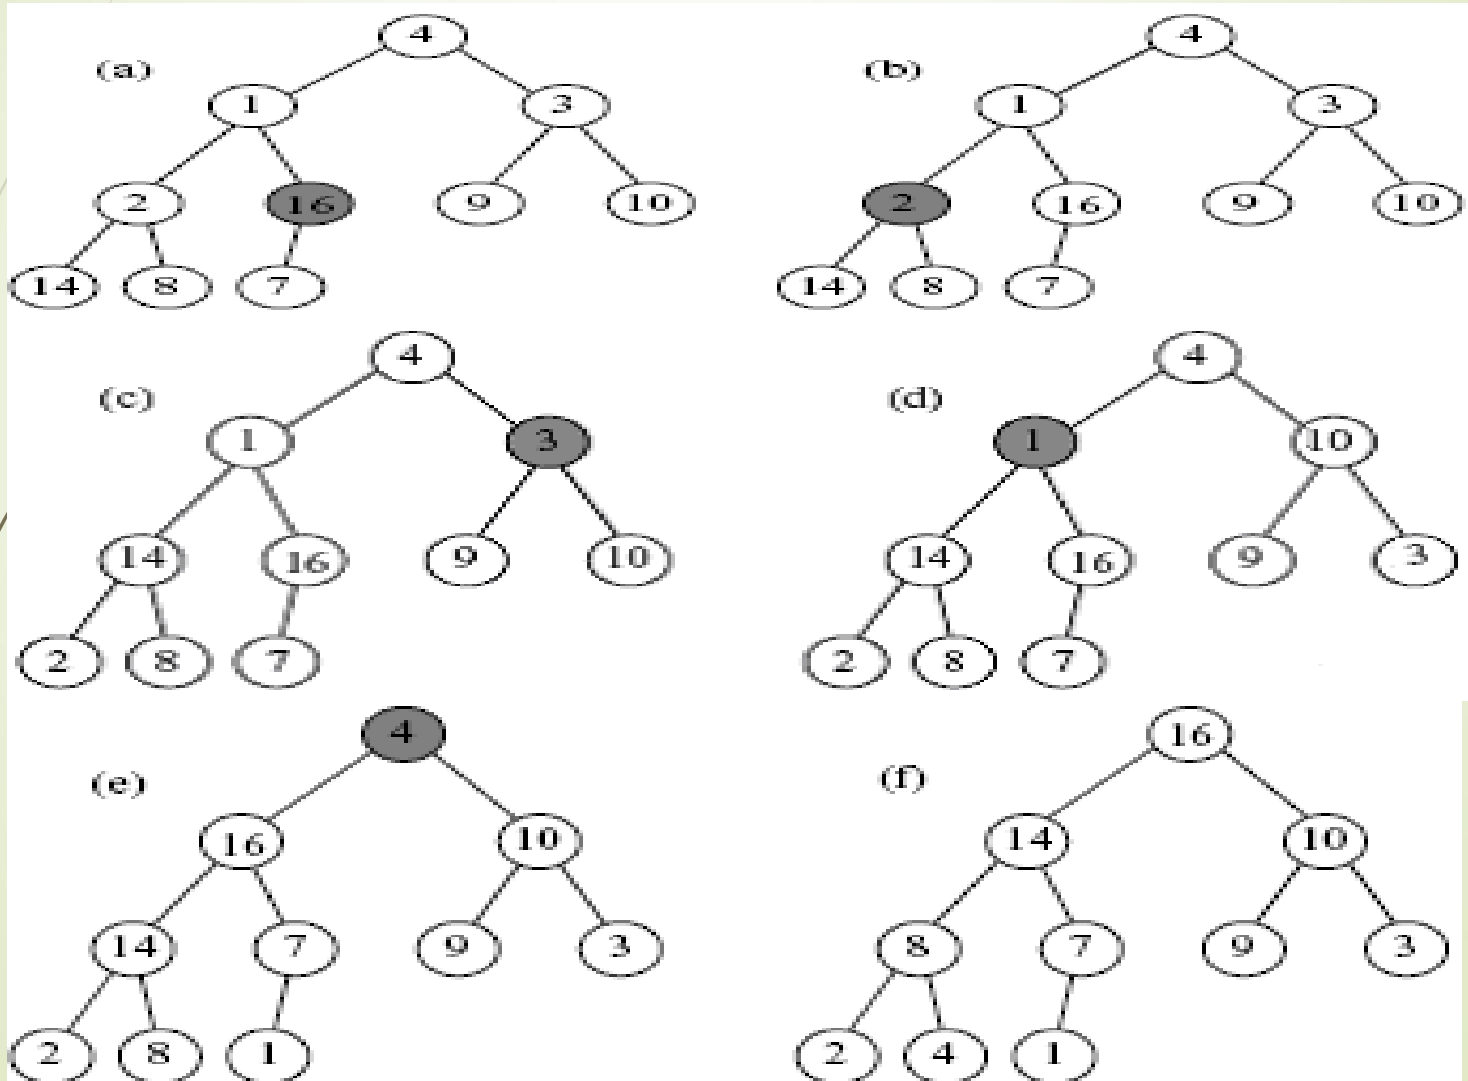 4 4
(a) (b)
1 3 1 3
2 16 9 10 2 16 9 10
14 8 7 14 8 7
4 4
(c) (d)
1 3 1 10
14 16 9 10 14 16 9 3
2 8 7 2 8 7
4 16
(e) (f)
16 10 14 10
14 7 9 3 8 7 9 3
2 8 1 2 4 1